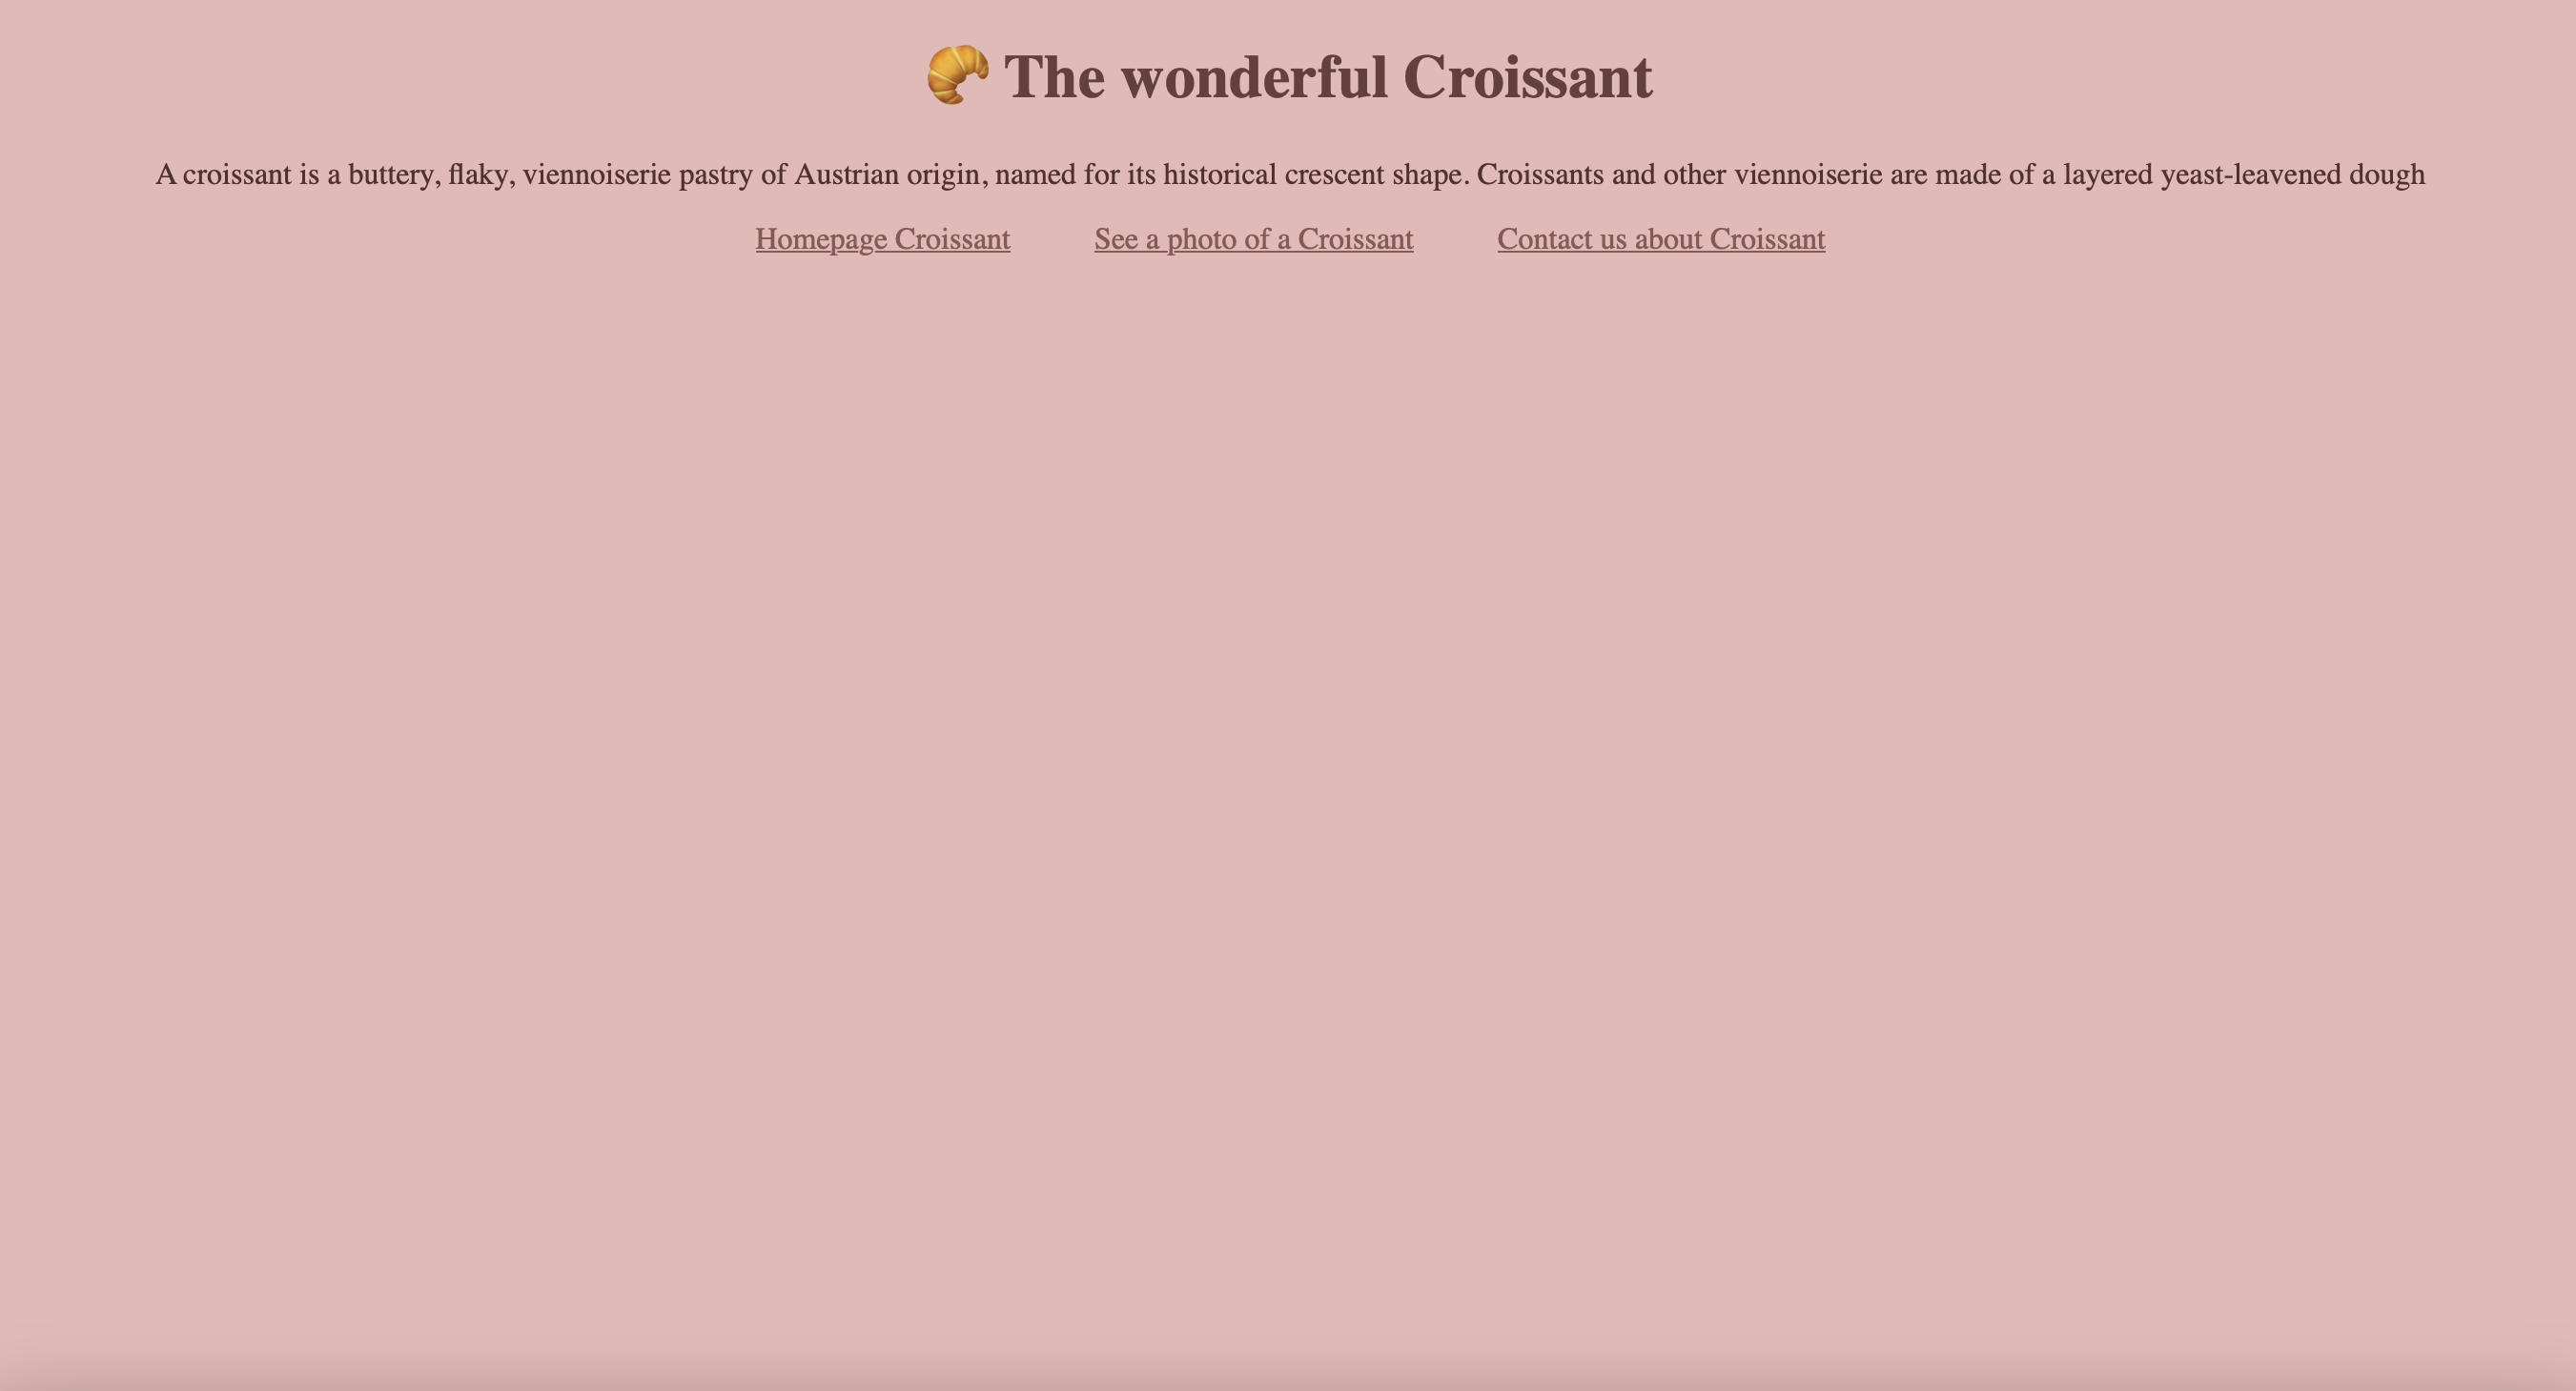 🥐 The wonderful Croissant
A croissant is a buttery, flaky, viennoiserie pastry of Austrian origin, named for its historical crescent shape. Croissants and other viennoiserie are made of a layered yeast-leavened dough
Homepage Croissant See a photo of a Croissant Contact us about Croissant